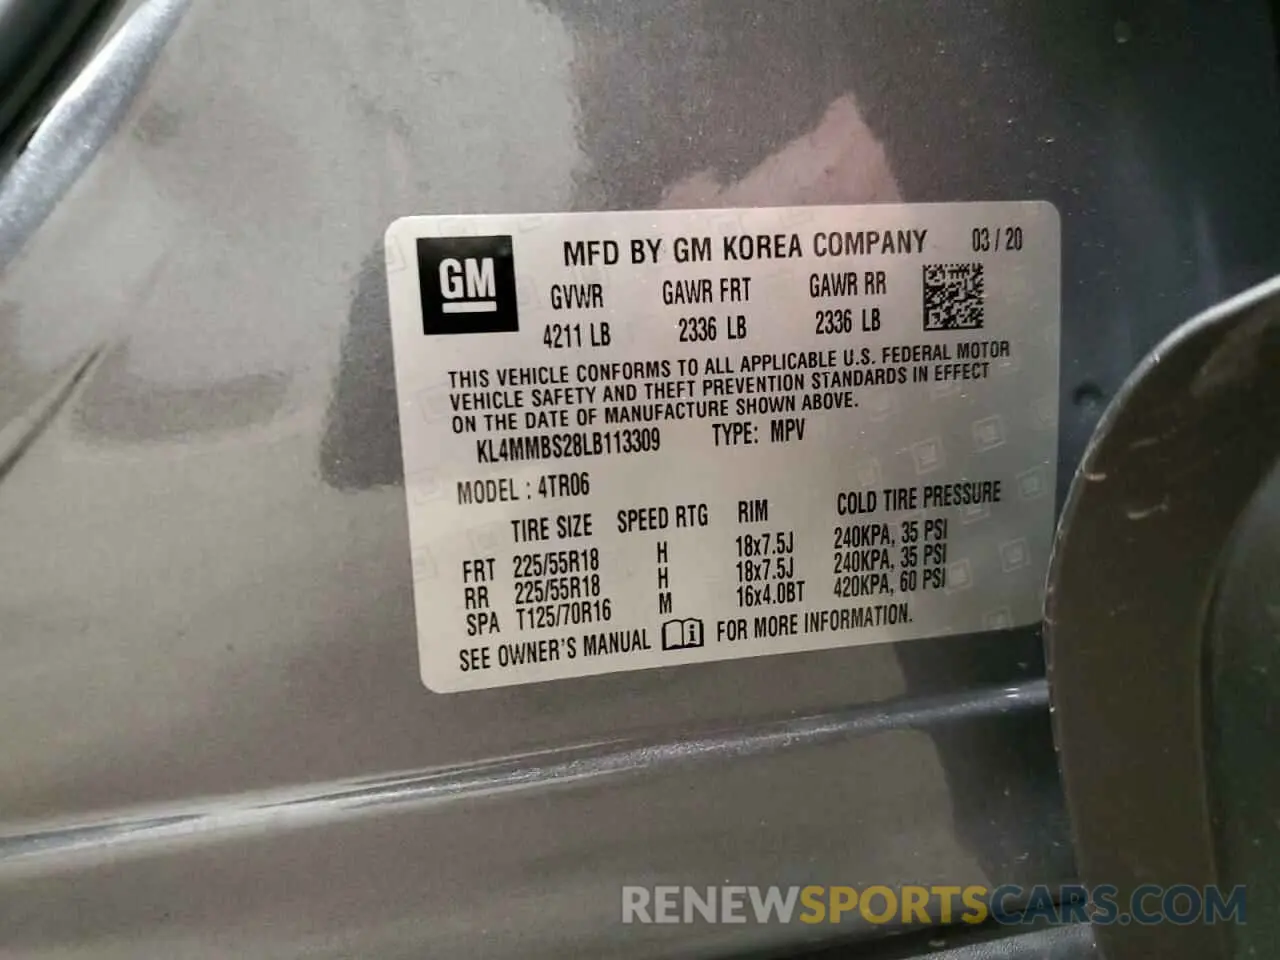 GM
MFD BY GM KOREA COMPANY 03 / 20
GVWR GAWR FRT GAWR RR
4211 LB 2336 LB 2336 LB
THIS VEHICLE CONFORMS TO ALL APPLICABLE U.S. FEDERAL MOTOR
VEHICLE SAFETY AND THEFT PREVENTION STANDARDS IN EFFECT
ON THE DATE OF MANUFACTURE SHOWN ABOVE.
KL4MMBS28LB113309 TYPE: MPV
MODEL : 4TR06
TIRE SIZE SPEED RTG RIM COLD TIRE PRESSURE
FRT 225/55R18 H 18x7.5J 240KPA, 35 PSI
RR 225/55R18 H 18x7.5J 240KPA, 35 PSI
SPA T125/70R16 M 16x4.0BT 420KPA, 60 PSI
SEE OWNER'S MANUAL i FOR MORE INFORMATION.
RENEWSPORTSCARS.COM